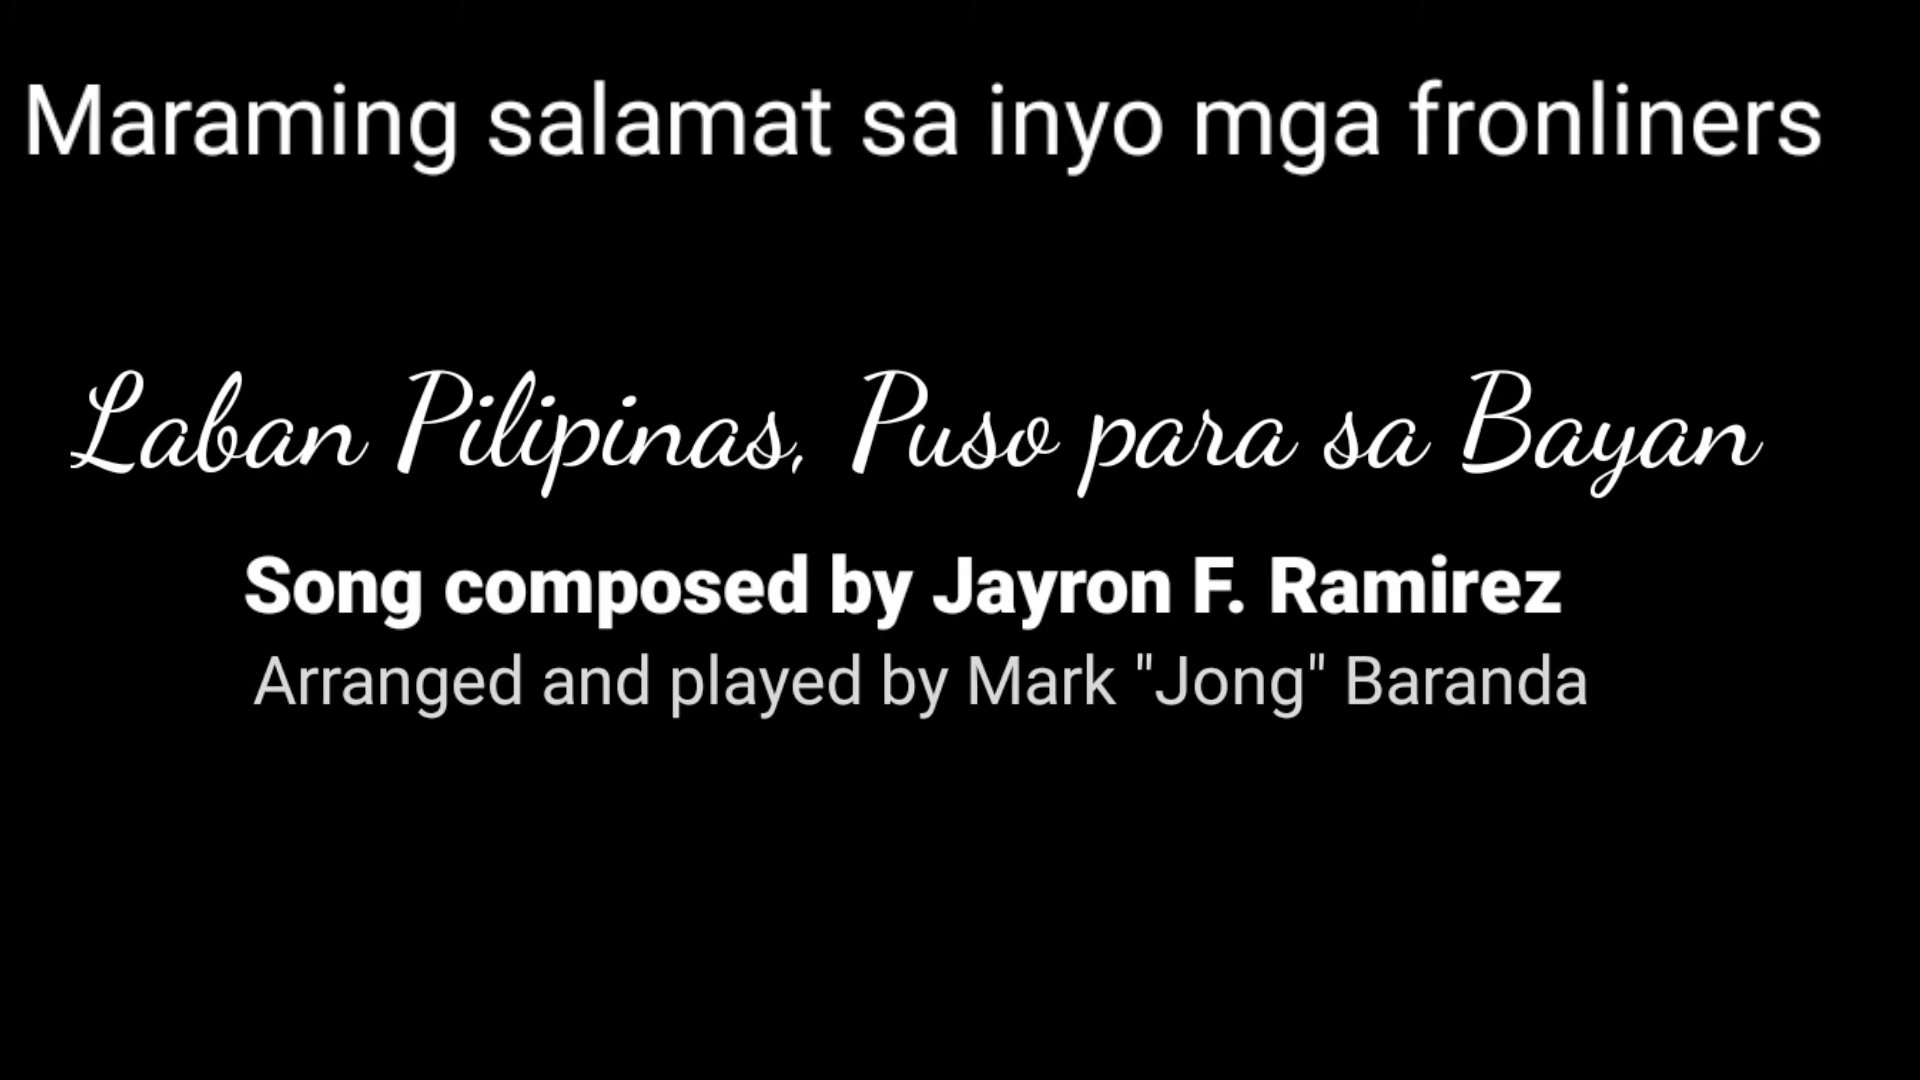 Maraming salamat sa inyo mga fronliners
Laban Pilipinas, Puso para sa Bayan
Song composed by Jayron F. Ramirez
Arranged and played by Mark "Jong" Baranda